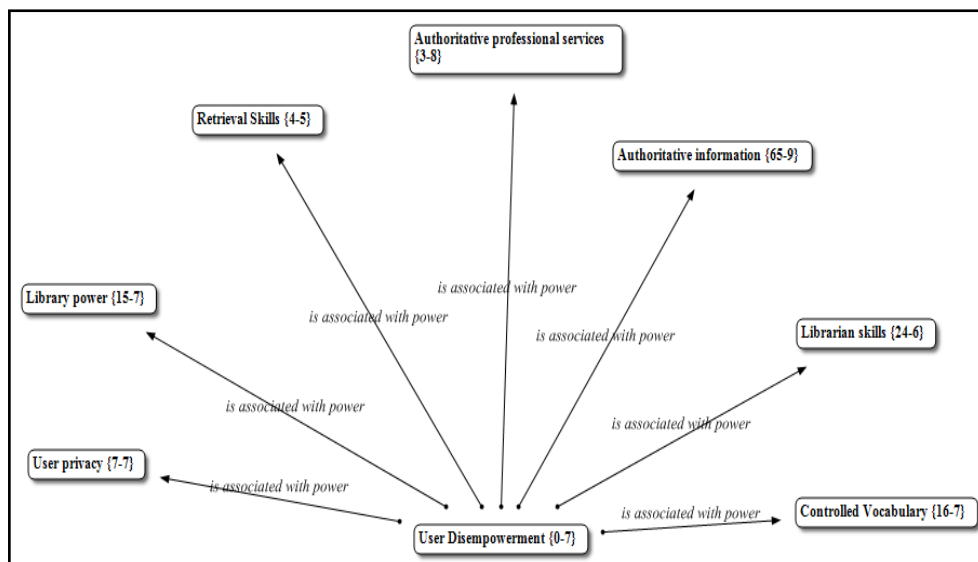 Authoritative professional services
{3-8}
Retrieval Skills {4-5}
Authoritative information {65-9}
is associated with power
Library power {15-7}
is associated with power
is associated with power
Librarian skills {24-6}
is associated with power
is associated with power
User privacy {7-7}
is associated with power
Controlled Vocabulary {16-7}
is associated with power
User Disempowerment {0-7}